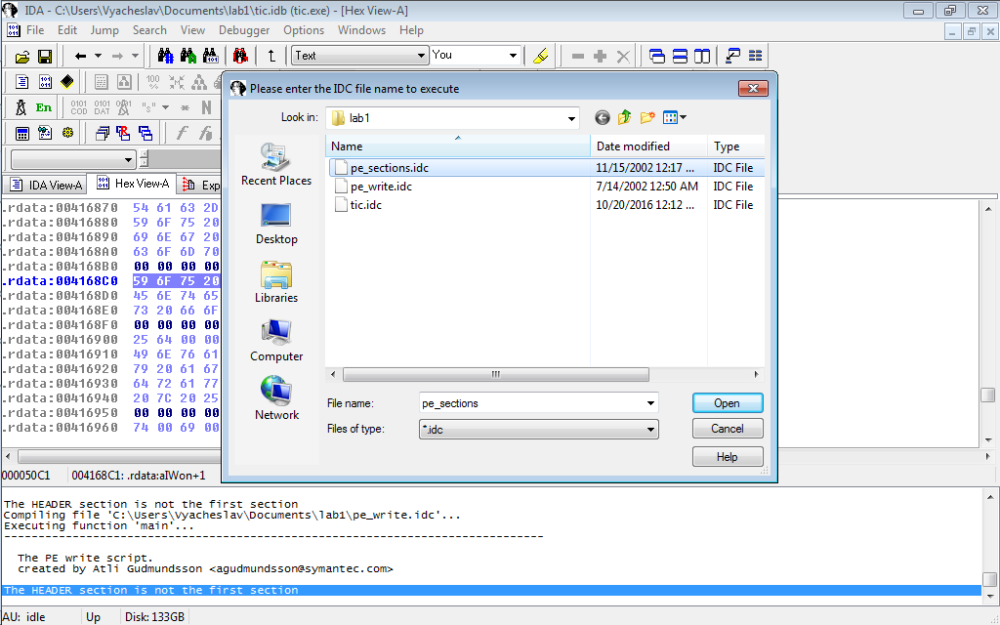 IDA - C:\Users\Vyacheslav\Documents\lab1\tic.idb (tic.exe) - [Hex View-A]
File Edit Jump Search View Debugger Options Windows Help
Text You
En 0101 COD 0101 DAT N
IDA View-A Hex View-A Exp
.rdata:00416870 54 61 63 2D
.rdata:00416880 59 6F 75 20
.rdata:00416890 69 6E 67 20
.rdata:004168A0 63 6F 6D 70
.rdata:004168B0 00 00 00 00
.rdata:004168C0 59 6F 75 20
.rdata:004168D0 45 6E 74 65
.rdata:004168E0 73 20 66 6F
.rdata:004168F0 00 00 00 00
.rdata:00416900 25 64 00 00
.rdata:00416910 49 6E 76 61
.rdata:00416920 79 20 61 67
.rdata:00416930 64 72 61 77
.rdata:00416940 20 7C 20 25
.rdata:00416950 00 00 00 00
.rdata:00416960 74 00 69 00
000050C1 004168C1: .rdata:aIWon+1
Please enter the IDC file name to execute
Look in: lab1
Recent Places
Desktop
Libraries
Computer
Network
Name Date modified Type
pe_sections.idc 11/15/2002 12:17 ... IDC File
pe_write.idc 7/14/2002 12:50 AM IDC File
tic.idc 10/20/2016 12:12 ... IDC File
File name: pe_sections Open
Files of type: *.idc Cancel
Help
The HEADER section is not the first section
Compiling file 'C:\Users\Vyacheslav\Documents\lab1\pe_write.idc'...
Executing function 'main'...
-----------------------------------------------------------------------------
The PE write script.
created by Atli Gudmundsson <agudmundsson@symantec.com>
The HEADER section is not the first section
AU: idle Up Disk: 133GB